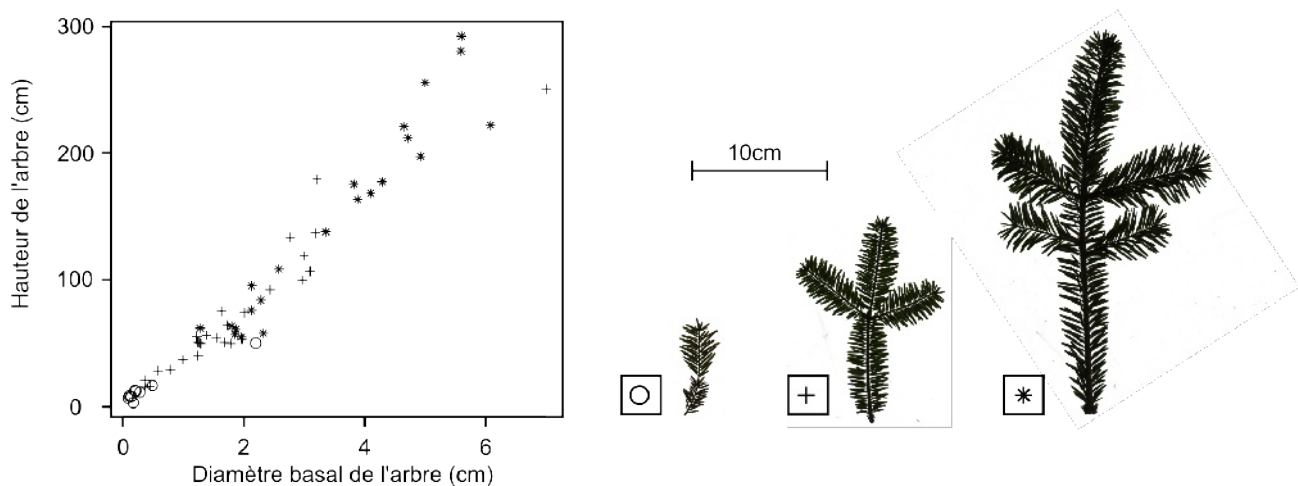 300
200
100
0
Hauteur de l'arbre (cm)
0 2 4 6
Diamètre basal de l'arbre (cm)
10cm